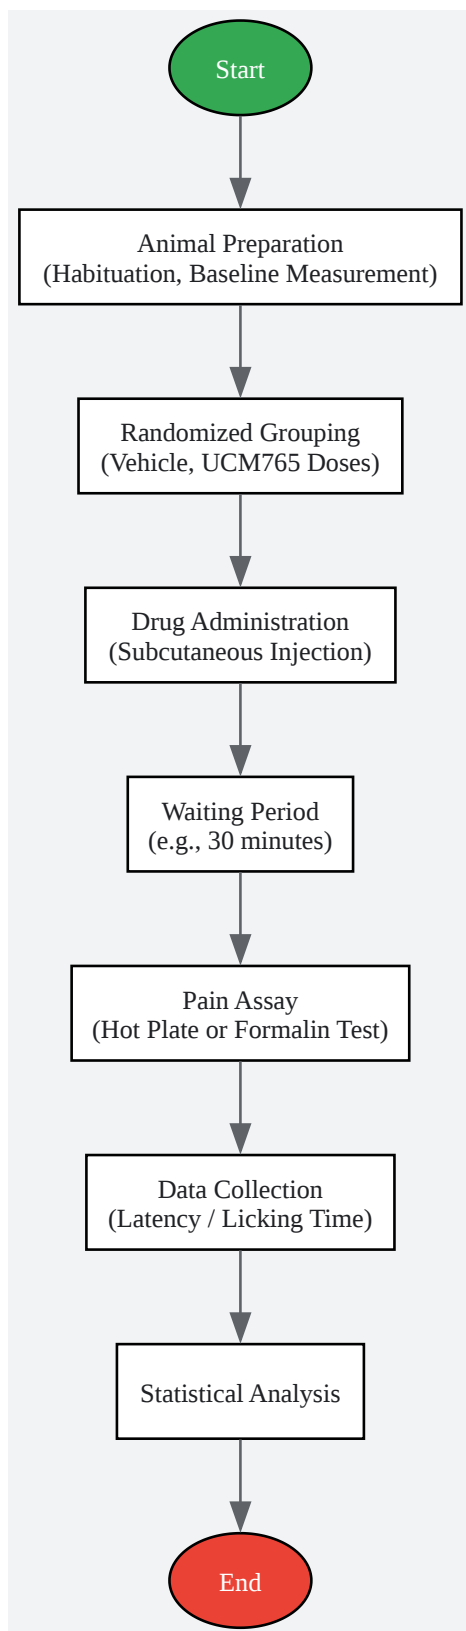 Start
Animal Preparation
(Habituation, Baseline Measurement)
Randomized Grouping
(Vehicle, UCM765 Doses)
Drug Administration
(Subcutaneous Injection)
Waiting Period
(e.g., 30 minutes)
Pain Assay
(Hot Plate or Formalin Test)
Data Collection
(Latency / Licking Time)
Statistical Analysis
End